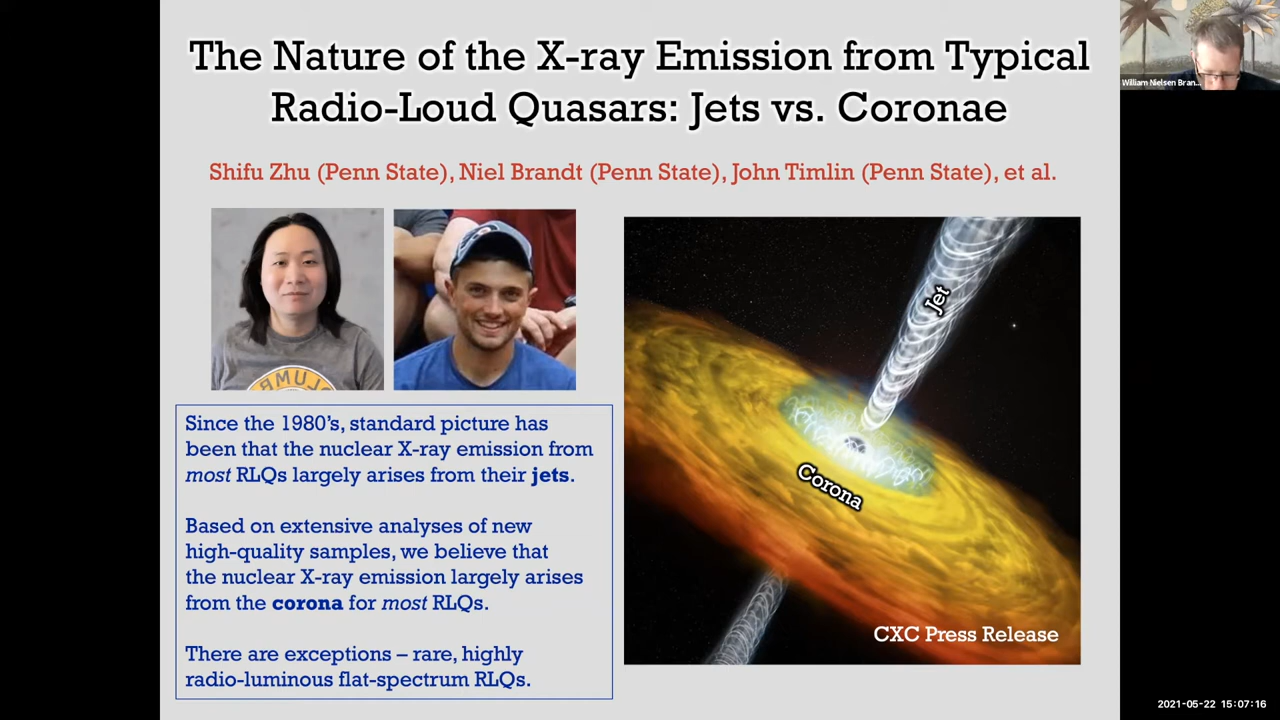 The Nature of the X-ray Emission from Typical
Radio-Loud Quasars: Jets vs. Coronae
William Nielsen Bran...
Shifu Zhu (Penn State), Niel Brandt (Penn State), John Timlin (Penn State), et al.
Jet
Corona
CXC Press Release
Since the 1980's, standard picture has
been that the nuclear X-ray emission from
most RLQs largely arises from their jets.
Based on extensive analyses of new
high-quality samples, we believe that
the nuclear X-ray emission largely arises
from the corona for most RLQs.
There are exceptions – rare, highly
radio-luminous flat-spectrum RLQs.
2021-05-22 15:07:16